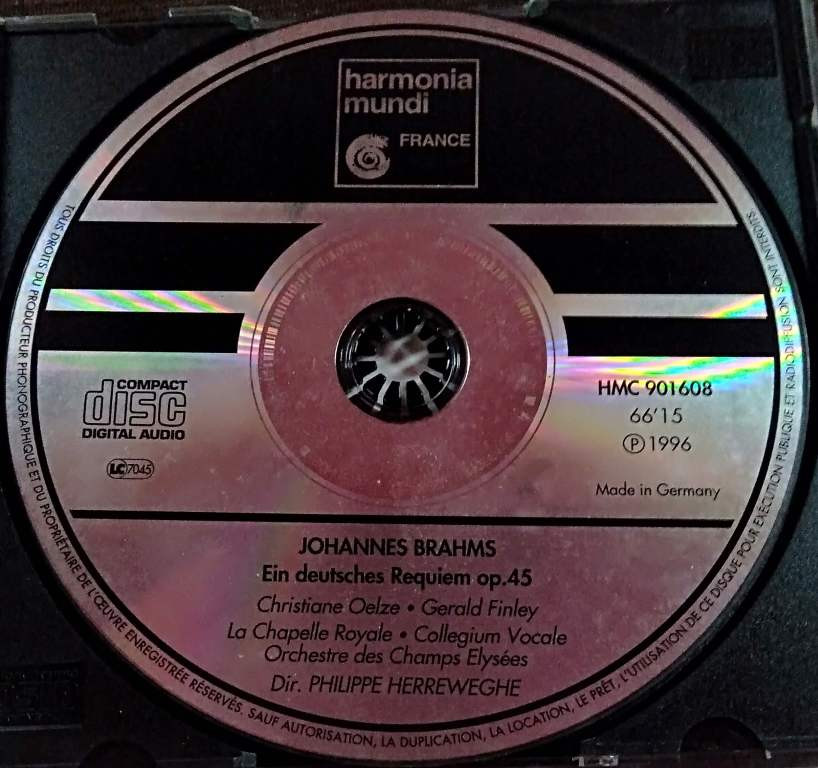 harmonia
mundi
FRANCE
COMPACT
disc
DIGITAL AUDIO
LC 7045
HMC 901608
66'15
Ⓟ 1996
Made in Germany
JOHANNES BRAHMS
Ein deutsches Requiem op.45
Christiane Oelze • Gerald Finley
La Chapelle Royale • Collegium Vocale
Orchestre des Champs Elysées
Dir. PHILIPPE HERREWEGHE
TOUS DROITS DU PRODUCTEUR PHONOGRAPHIQUE ET DU PROPRIÉTAIRE DE L'ŒUVRE ENREGISTRÉE RÉSERVÉS. SAUF AUTORISATION, LA DUPLICATION, LA LOCATION, LE PRÊT, L'UTILISATION DE CE DISQUE POUR EXÉCUTION PUBLIQUE ET RADIODIFFUSION SONT INTERDITS